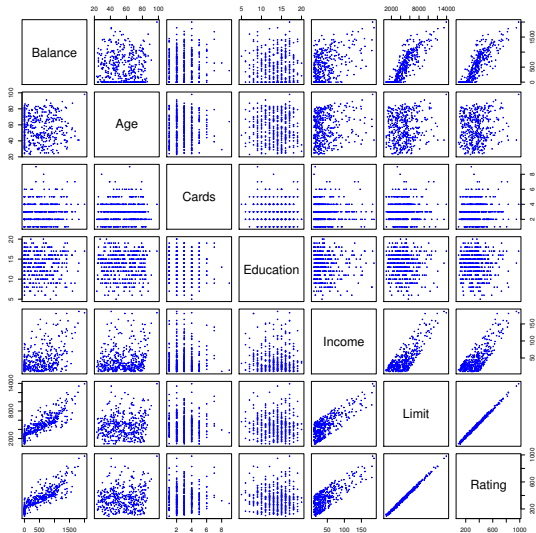 20 40 60 80 100 5 10 15 20 2000 8000 14000
Balance
0 500 1500
Age
20 40 60 80 100
Cards
2 4 6 8
Education
5 10 15 20
Income
50 100 150
Limit
2000 8000 14000
Rating
200 600 1000
0 500 1500 2 4 6 8 50 100 150 200 600 1000